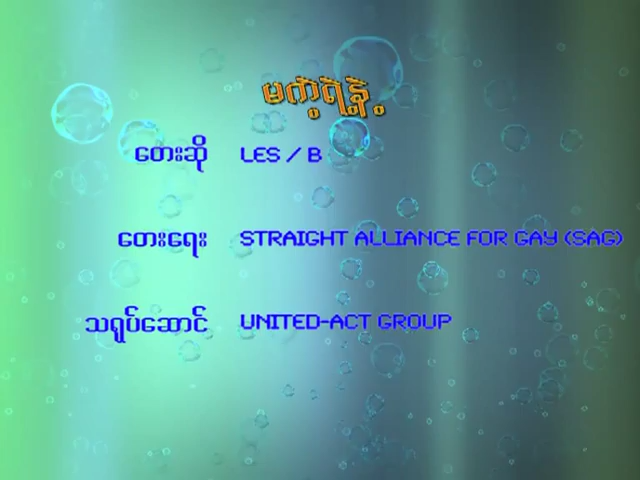 မကဲ့ရဲ့နဲ့
တေးဆို LES / B
တေးရေး STRAIGHT ALLIANCE FOR GAY (SAG)
သရုပ်ဆောင် UNITED-ACT GROUP